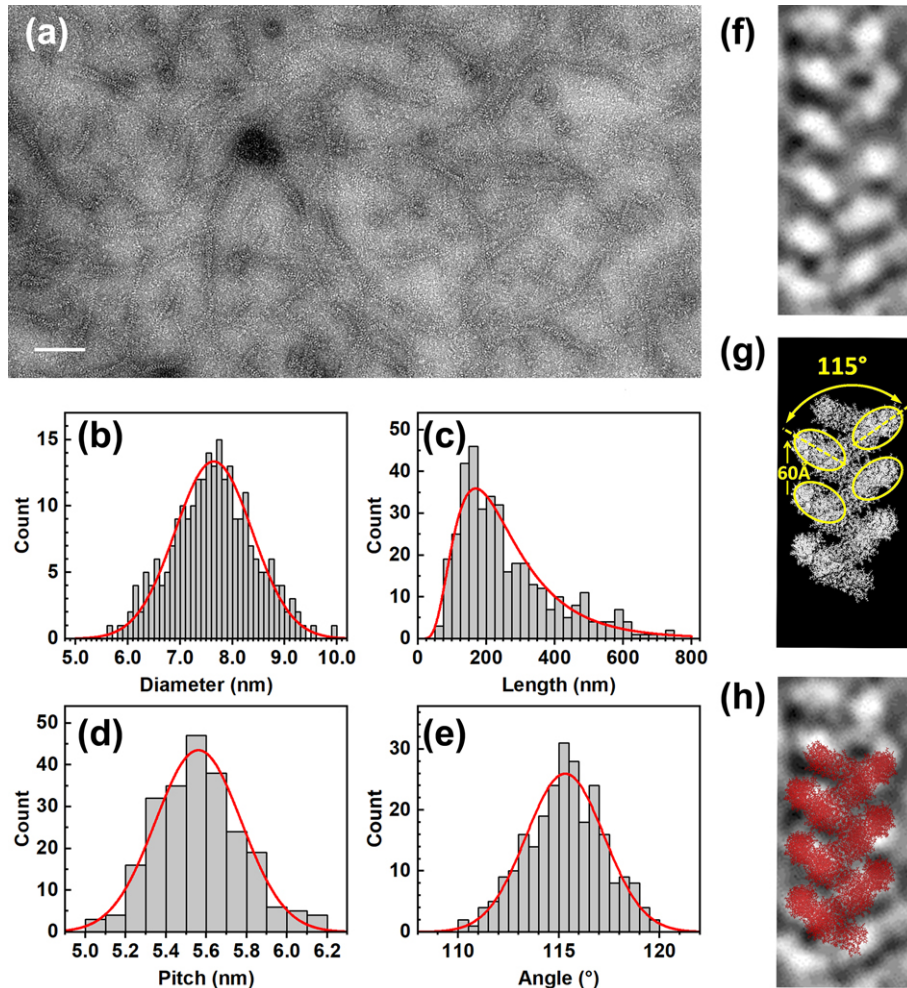 (a)
(f)
(g)
115°
60A
(b)
Count
15
10
5
0
5.0 6.0 7.0 8.0 9.0 10.0
Diameter (nm)
(c)
Count
50
40
30
20
10
0
0 200 400 600 800
Length (nm)
(d)
Count
50
40
30
20
10
0
5.0 5.2 5.4 5.6 5.8 6.0 6.2
Pitch (nm)
(e)
Count
30
20
10
0
110 115 120
Angle (°)
(h)